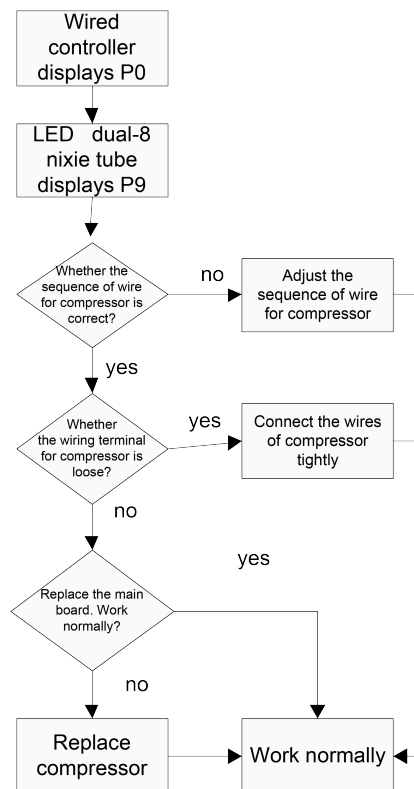 Wired
controller
displays P0
LED dual-8
nixie tube
displays P9
Whether the
sequence of wire
for compressor is
correct?
no
Adjust the
sequence of wire
for compressor
yes
Whether
the wiring terminal
for compressor is
loose?
yes
Connect the wires
of compressor
tightly
no
yes
Replace the main
board. Work
normally?
no
Replace
compressor
Work normally